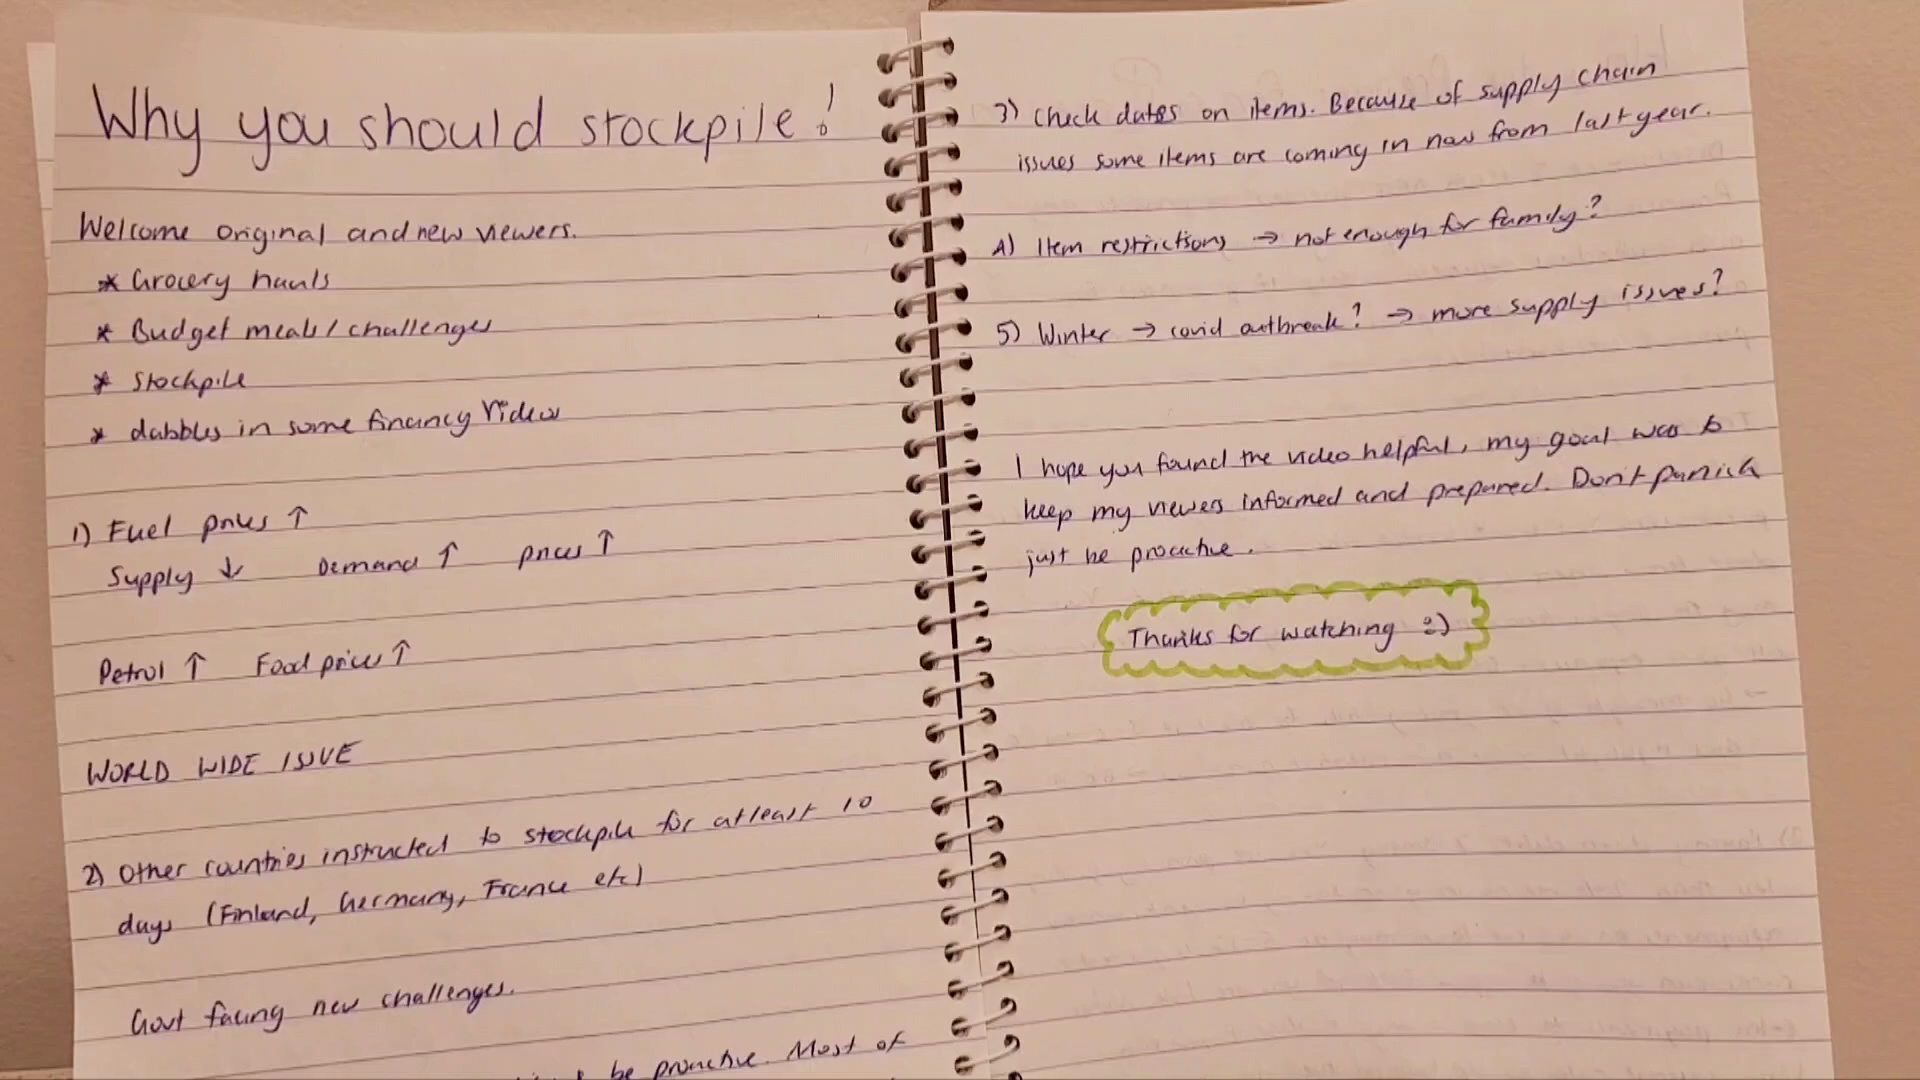 Why you should stockpile!
Welcome original and new viewers.
* Grocery hauls
* Budget meals/challenges
* Stockpile
* dabbles in some financy Videos
1) Fuel prices ↑
Supply ↓ Demand ↑ prices ↑
Petrol ↑ Food prices ↑
WORLD WIDE ISSUE
2) Other countries instructed to stockpile for atleast 10
days (Finland, Germany, France etc)
Govt facing new challenges.
be proactive. Most of
3) Check dates on items. Because of supply chain
issues some items are coming in now from last year.
4) Item restrictions → not enough for family?
5) Winter → covid outbreak? → more supply issues?
I hope you found the video helpful, my goal was to
keep my viewers informed and prepared. Don't panick
just be proactive.
Thanks for watching :)